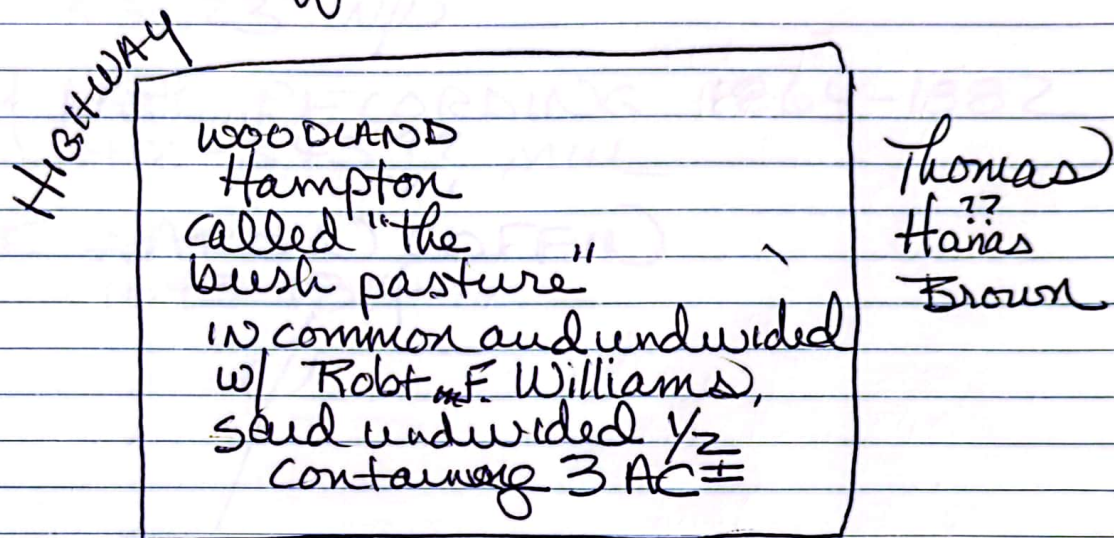 HIGHWAY
WOODLAND
Hampton
called "the
bush pasture"
in common and undivided
w/ Robt m F. Williams,
said undivided 1/2
containing 3 AC ±
Thomas
??
Hanas
Brown